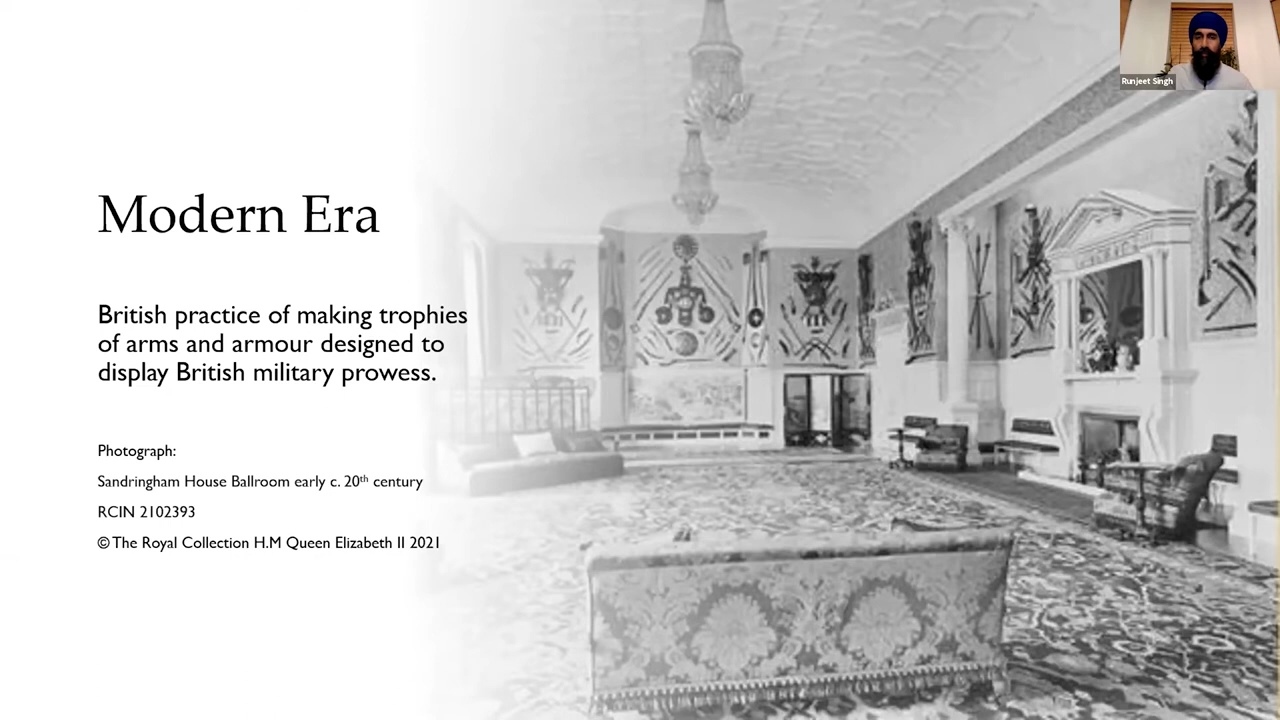 Runjeet Singh
Modern Era
British practice of making trophies
of arms and armour designed to
display British military prowess.
Photograph:
Sandringham House Ballroom early c. 20th century
RCIN 2102393
© The Royal Collection H.M Queen Elizabeth II 2021